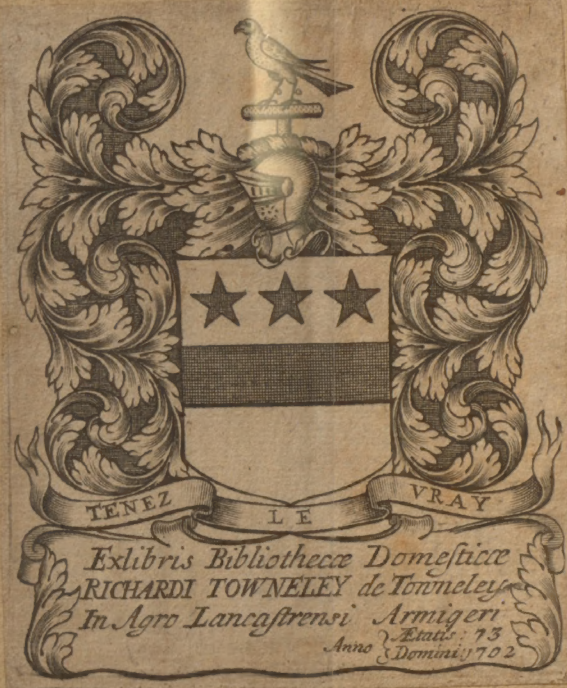 TENEZ LE VRAY
Exlibris Bibliothecæ Domeſticæ
RICHARDI TOWNELEY de Towneley
In Agro Lancaſtrensi Armigeri
Anno } Ætatis: 73
Domini: 1702